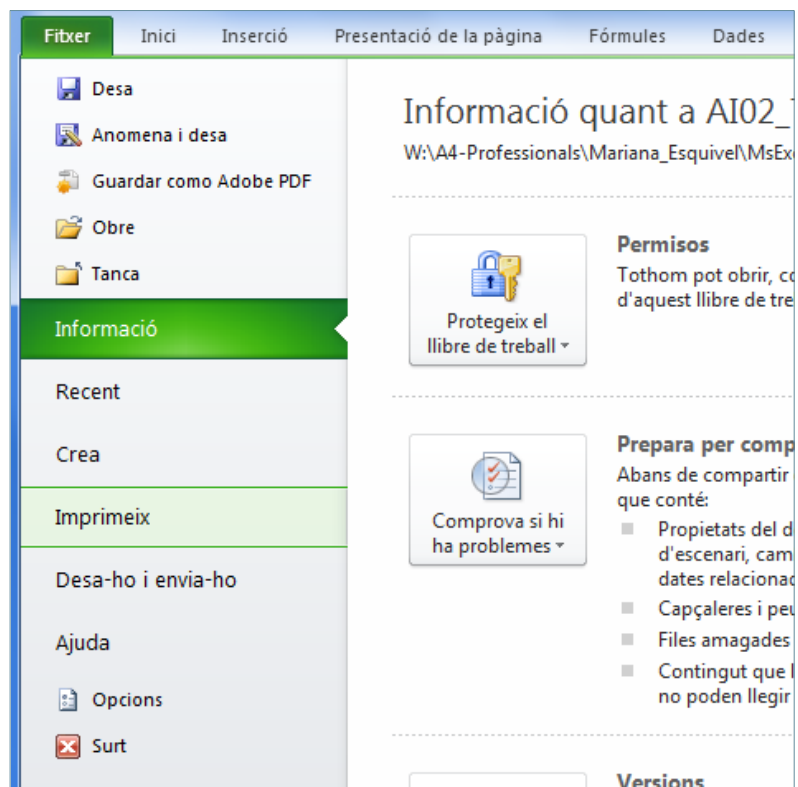 Fitxer Inici Inserció Presentació de la pàgina Fórmules Dades
Desa
Anomena i desa
Guardar como Adobe PDF
Obre
Tanca
Informació
Recent
Crea
Imprimeix
Desa-ho i envia-ho
Ajuda
Opcions
Surt
Informació quant a AI02_
W:\A4-Professionals\Mariana_Esquivel\MsEx
Protegeix el
llibre de treball
Permisos
Tothom pot obrir, co
d'aquest llibre de tre
Comprova si hi
ha problemes
Prepara per comp
Abans de compartir
que conté:
Propietats del d
d'escenari, cam
dates relacionad
Capçaleres i peu
Files amagades
Contingut que l
no poden llegir
Versions